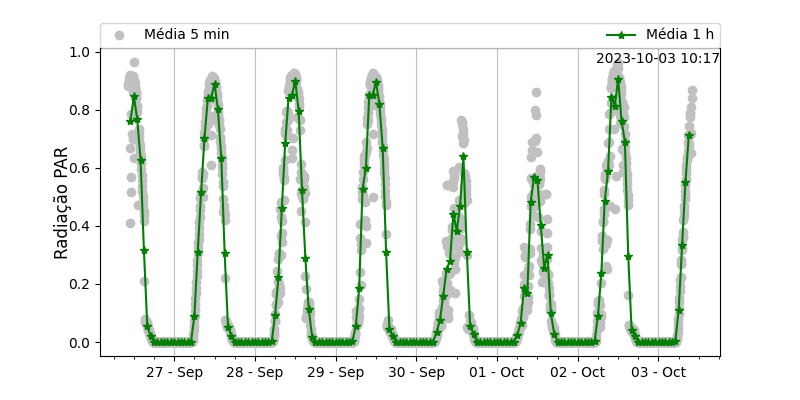 Média 5 min
Média 1 h
2023-10-03 10:17
Radiação PAR
1.0
0.8
0.6
0.4
0.2
0.0
27 - Sep
28 - Sep
29 - Sep
30 - Sep
01 - Oct
02 - Oct
03 - Oct